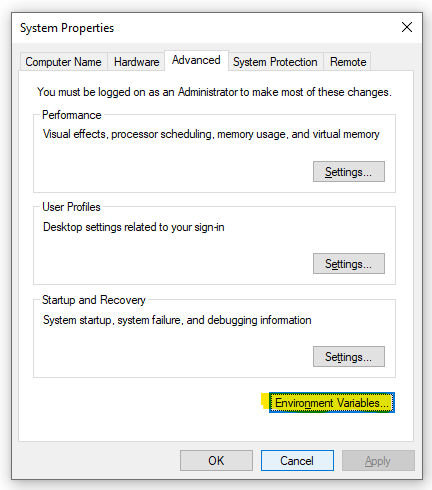 System Properties
Computer Name Hardware Advanced System Protection Remote
You must be logged on as an Administrator to make most of these changes.
Performance
Visual effects, processor scheduling, memory usage, and virtual memory
Settings...
User Profiles
Desktop settings related to your sign-in
Settings...
Startup and Recovery
System startup, system failure, and debugging information
Settings...
Environment Variables...
OK Cancel Apply